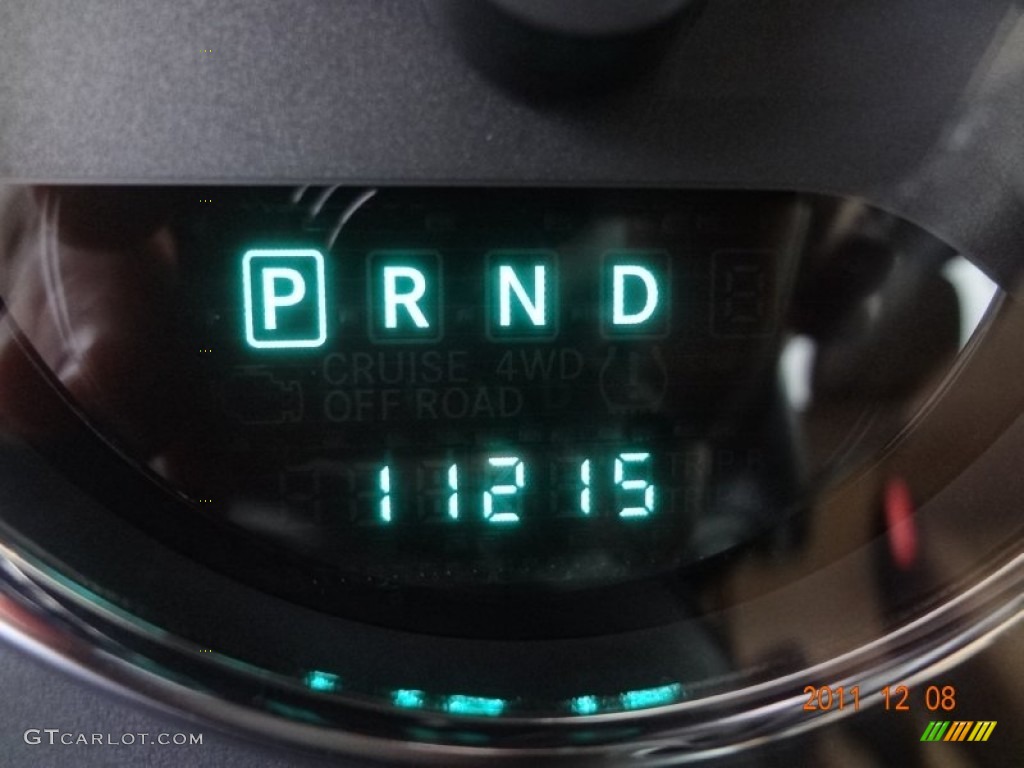 P R N D
CRUISE 4WD
OFF ROAD
11215
2011 12 08
GTCARLOT.COM